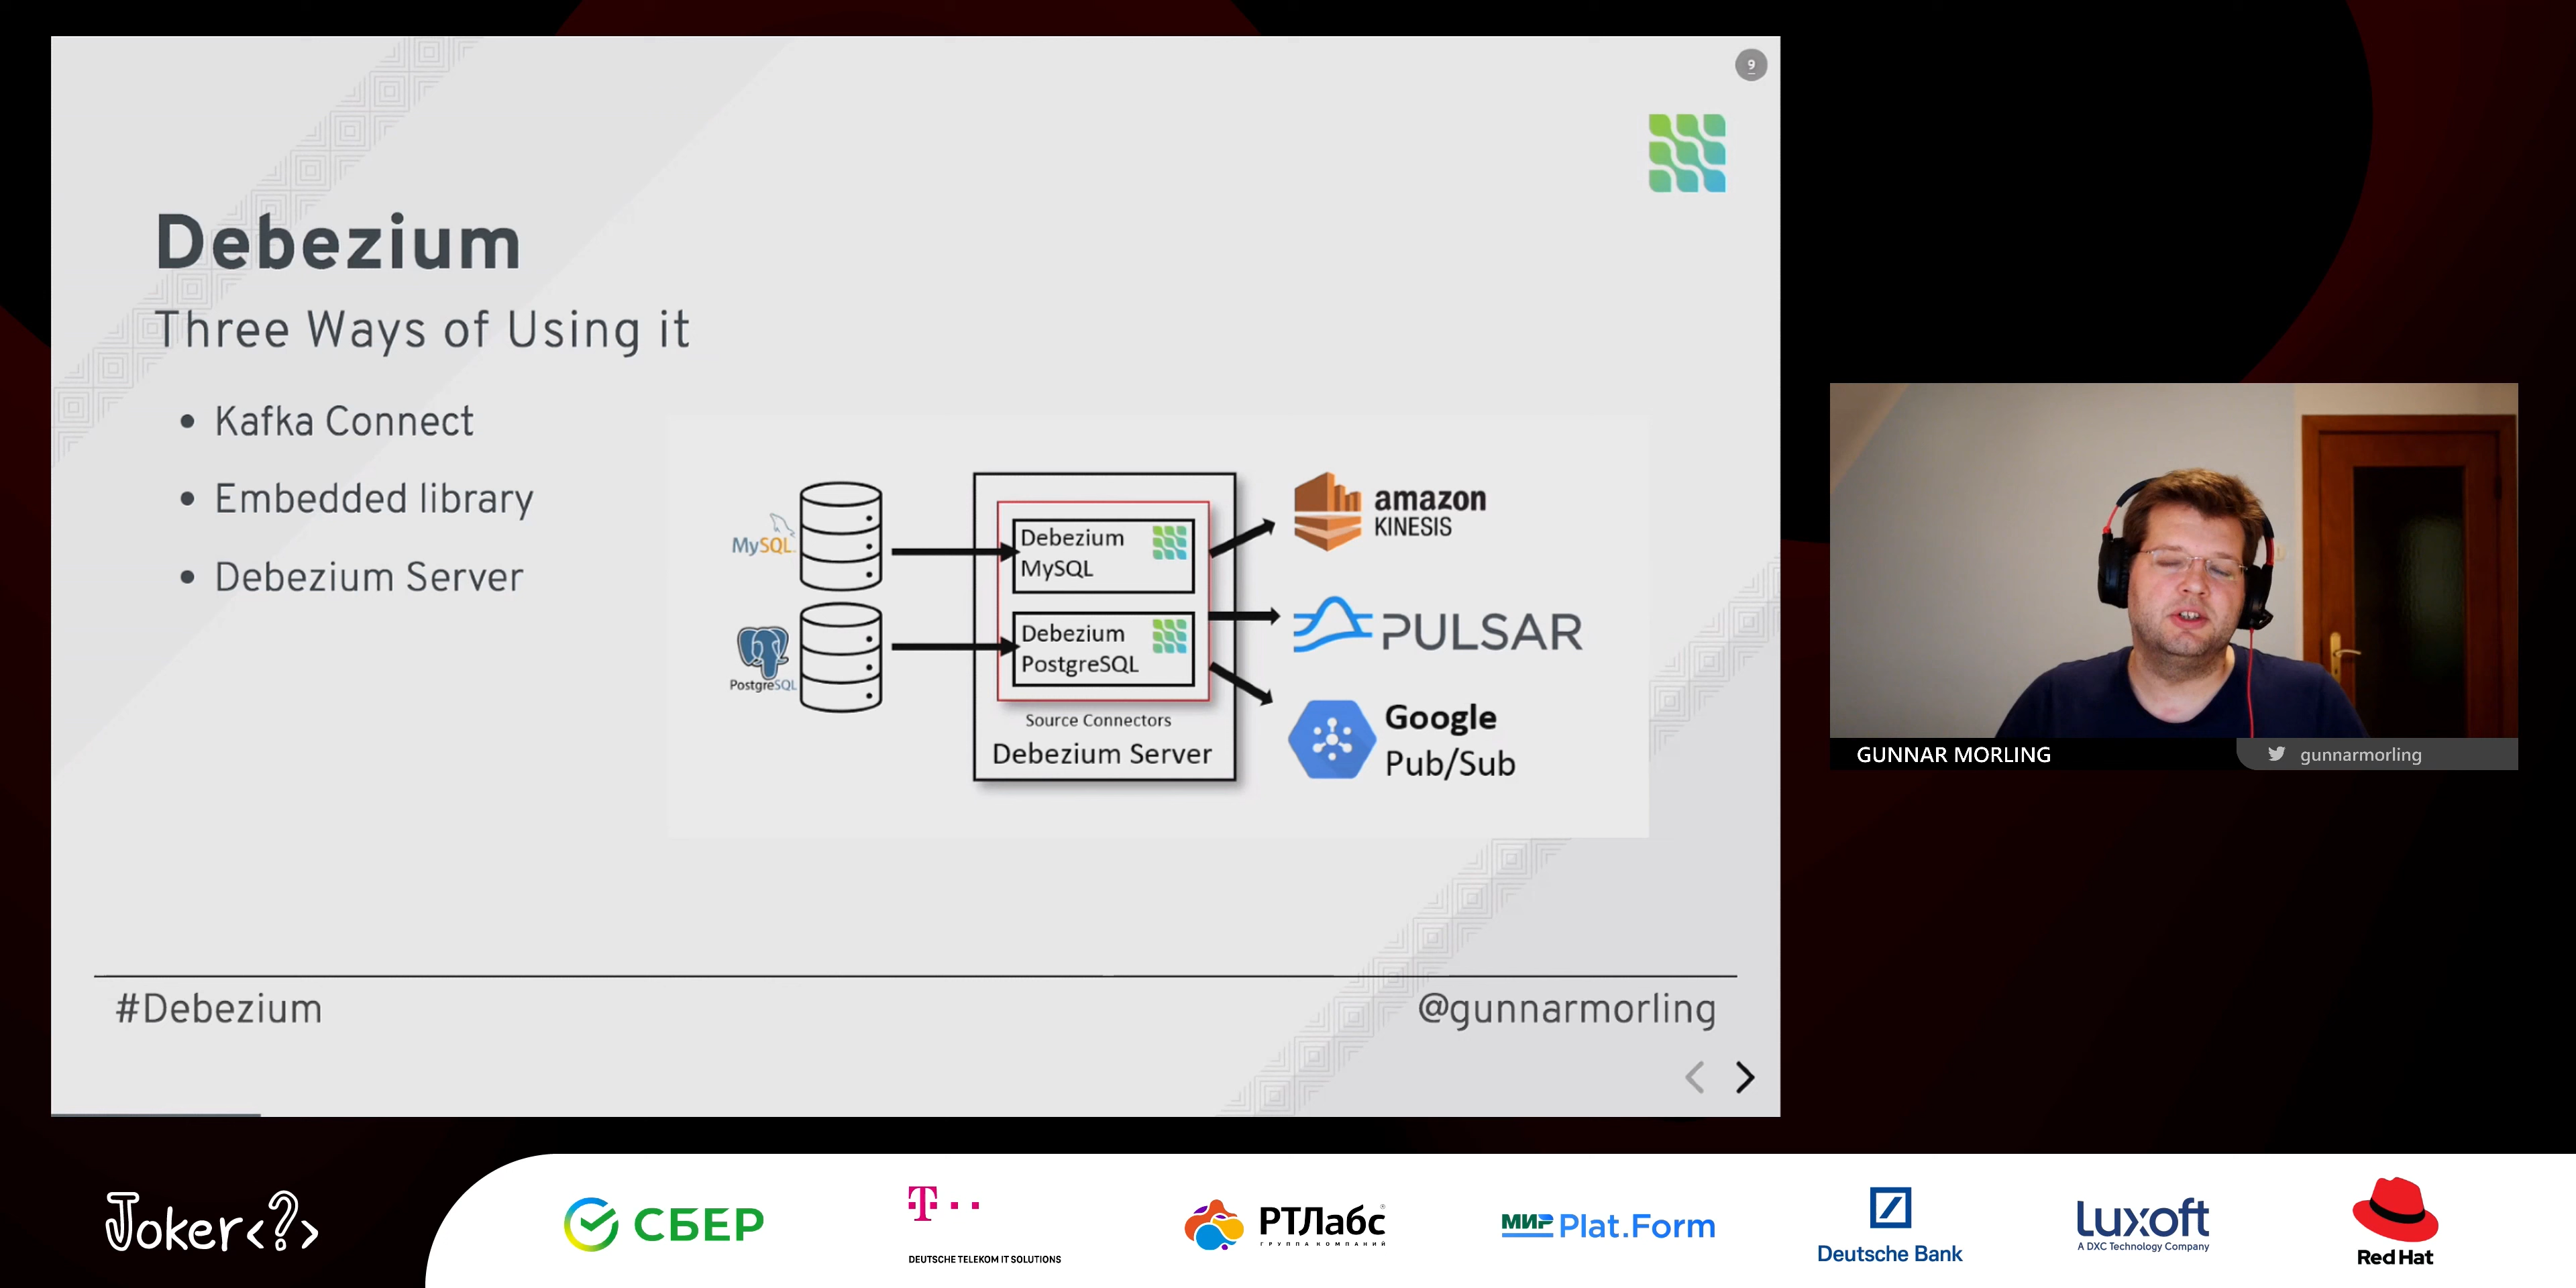 9
Debezium
Three Ways of Using it
Kafka Connect
Embedded library
Debezium Server
MySQL
PostgreSQL
Debezium
MySQL
Debezium
PostgreSQL
Source Connectors
Debezium Server
amazon
KINESIS
PULSAR
Google
Pub/Sub
#Debezium
@gunnarmorling
GUNNAR MORLING
gunnarmorling
Joker<?>
СБЕР
T
DEUTSCHE TELEKOM IT SOLUTIONS
РТЛабс
ГРУППА КОМПАНИЙ
МИР Plat.Form
Deutsche Bank
Luxoft
A DXC Technology Company
Red Hat